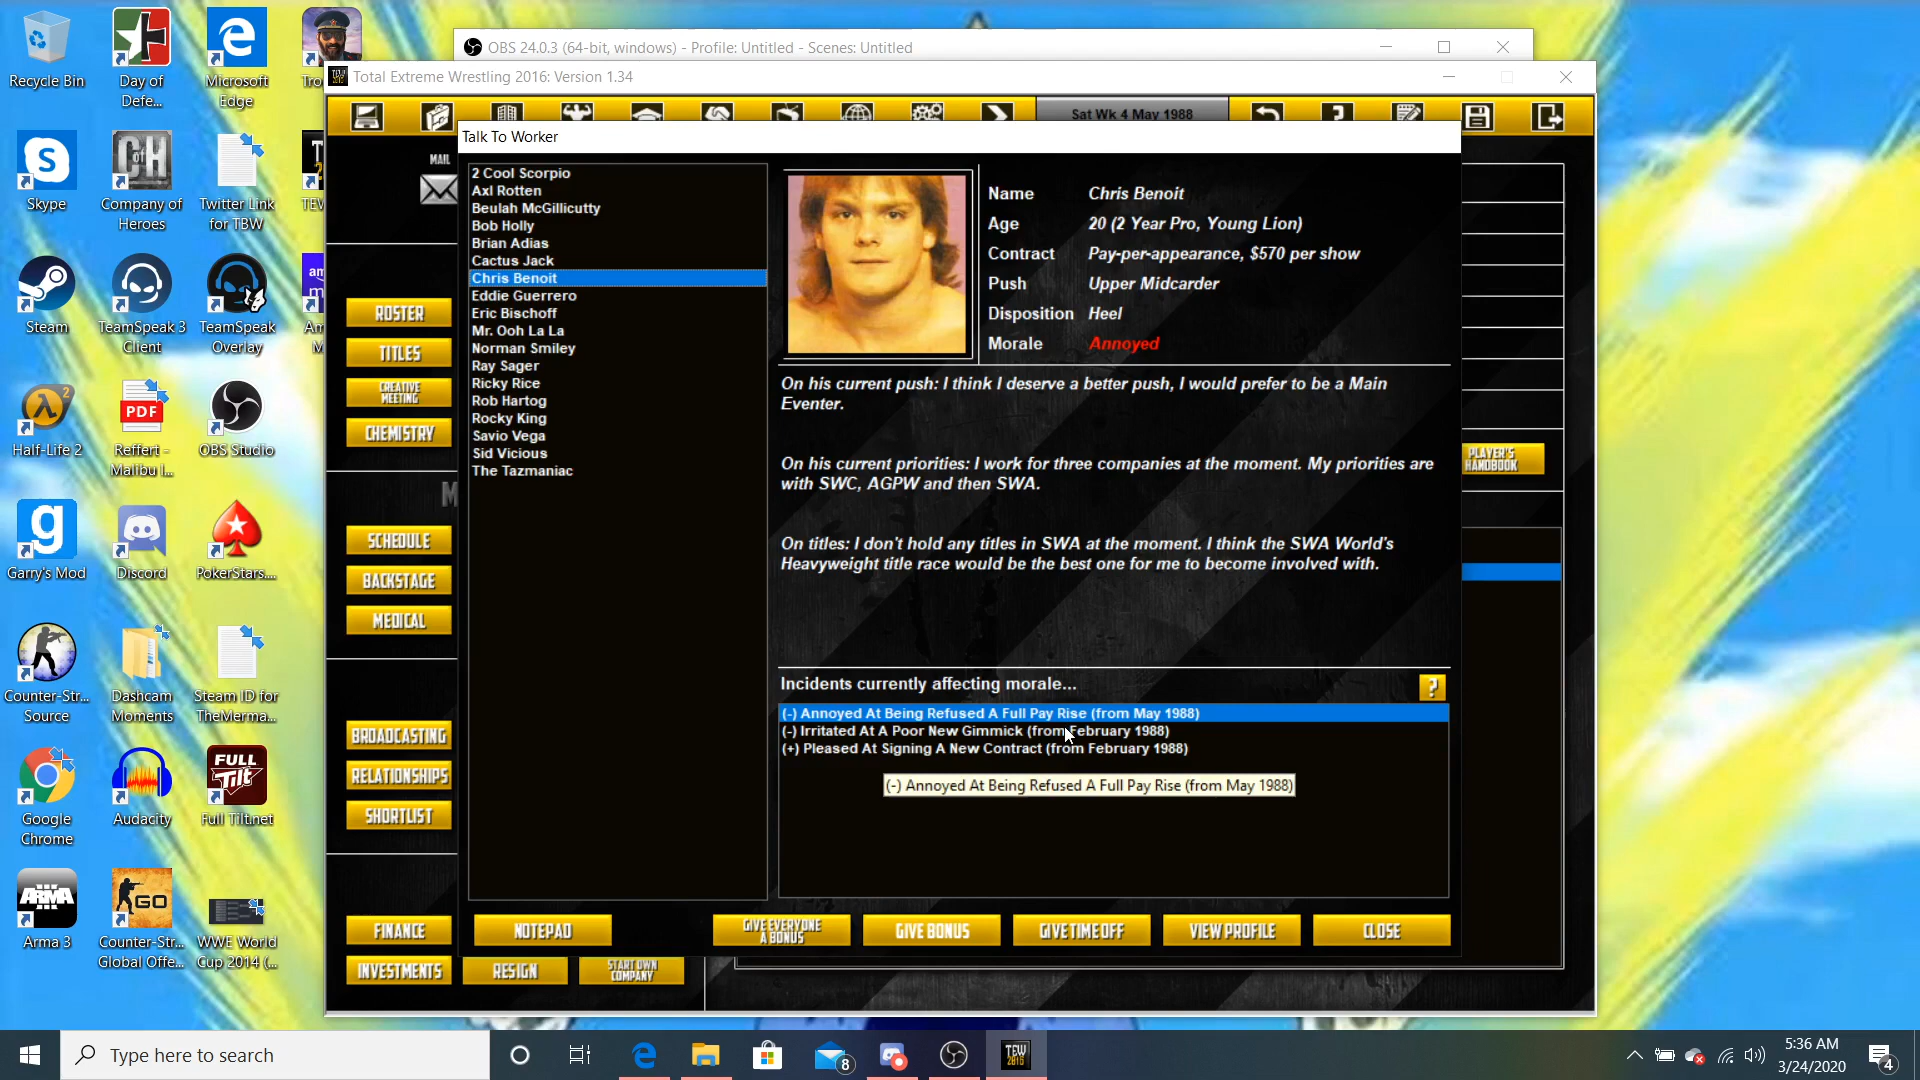 Recycle Bin
Day of
Defe...
Microsoft
Edge
Tro
Skype
Company of
Heroes
Twitter Link
for TBW
TEW
Steam
TeamSpeak 3
Client
TeamSpeak
Overlay
Am
M
Half-Life 2
PDF
Reffert -
Malibu I...
OBS Studio
Garry's Mod
Discord
PokerStars....
Counter-Str...
Source
Dashcam
Moments
Steam ID for
TheMerma...
Google
Chrome
Audacity
FULL
TiLT
Full Tilt.net
ARMA
Arma 3
GO
Counter-Str...
Global Offe...
WWE World
Cup 2014 (...
OBS 24.0.3 (64-bit, windows) - Profile: Untitled - Scenes: Untitled
Total Extreme Wrestling 2016: Version 1.34
Sat Wk 4 May 1988
MAIL
ROSTER
TITLES
CREATIVE
MEETING
CHEMISTRY
M
SCHEDULE
BACKSTAGE
MEDICAL
BROADCASTING
RELATIONSHIPS
SHORTLIST
FINANCE
INVESTMENTS
RESIGN
START OWN
COMPANY
PLAYER'S
HANDBOOK
Talk To Worker
2 Cool Scorpio
Axl Rotten
Beulah McGillicutty
Bob Holly
Brian Adias
Cactus Jack
Chris Benoit
Eddie Guerrero
Eric Bischoff
Mr. Ooh La La
Norman Smiley
Ray Sager
Ricky Rice
Rob Hartog
Rocky King
Savio Vega
Sid Vicious
The Tazmaniac
Name Chris Benoit
Age 20 (2 Year Pro, Young Lion)
Contract Pay-per-appearance, $570 per show
Push Upper Midcarder
Disposition Heel
Morale Annoyed
On his current push: I think I deserve a better push, I would prefer to be a Main
Eventer.
On his current priorities: I work for three companies at the moment. My priorities are
with SWC, AGPW and then SWA.
On titles: I don't hold any titles in SWA at the moment. I think the SWA World's
Heavyweight title race would be the best one for me to become involved with.
Incidents currently affecting morale...
?
(-) Annoyed At Being Refused A Full Pay Rise (from May 1988)
(-) Irritated At A Poor New Gimmick (from February 1988)
(+) Pleased At Signing A New Contract (from February 1988)
(-) Annoyed At Being Refused A Full Pay Rise (from May 1988)
NOTEPAD
GIVE EVERYONE
A BONUS
GIVE BONUS
GIVE TIME OFF
VIEW PROFILE
CLOSE
Type here to search
8
TEW
2016
5:36 AM
3/24/2020
4